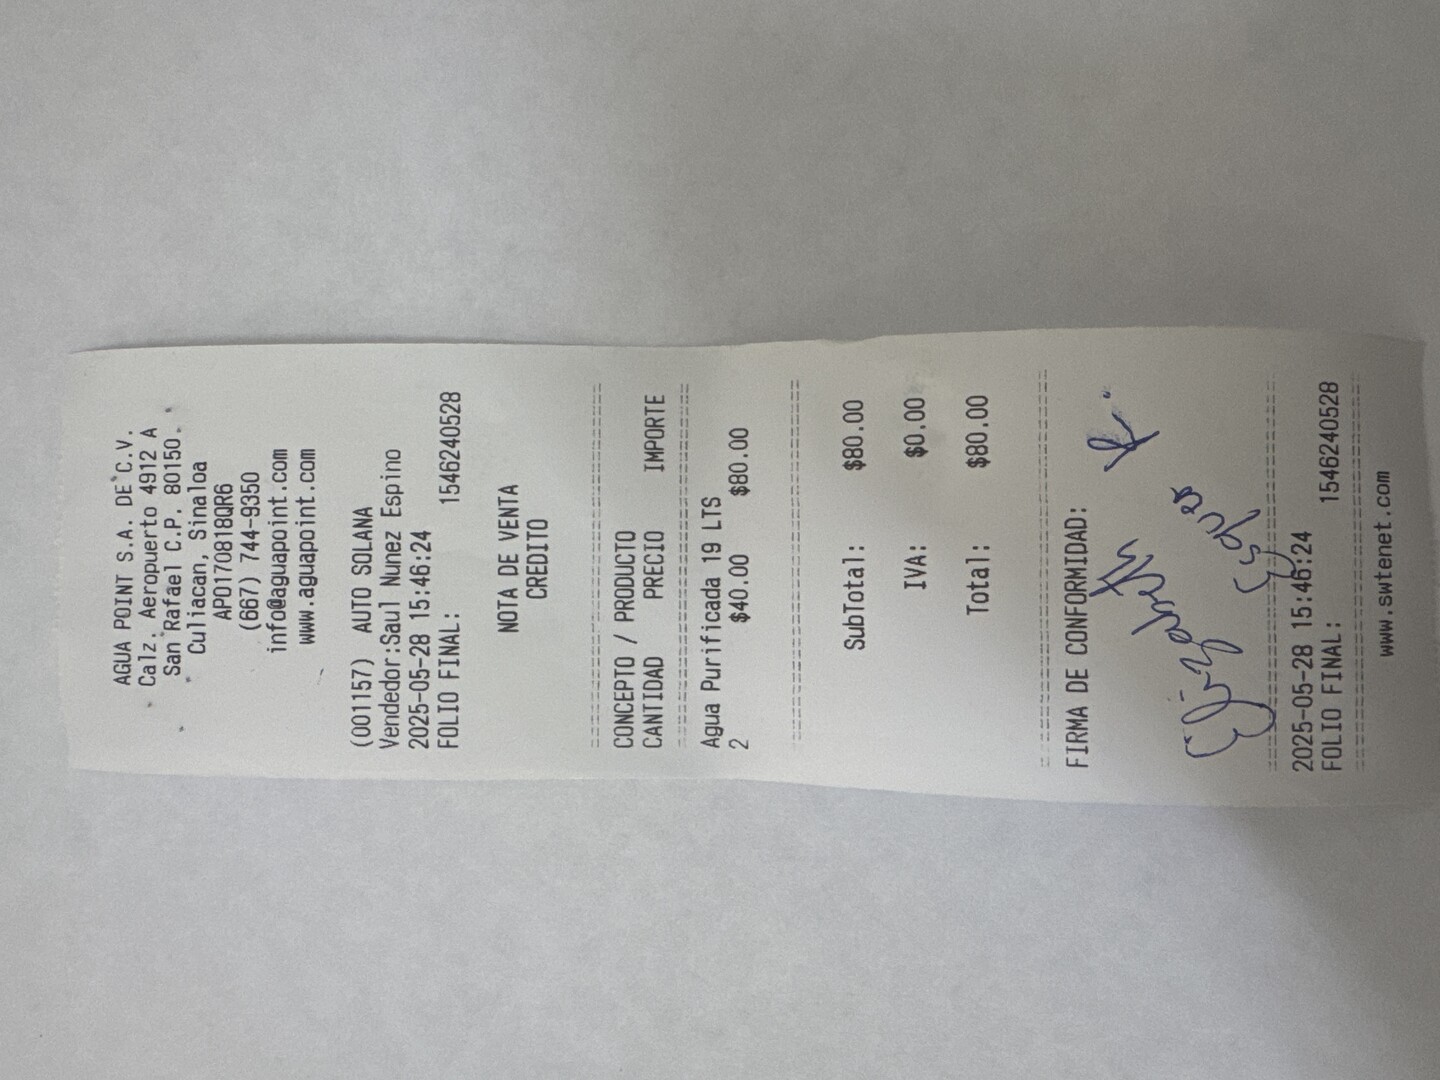 AGUA POINT S.A. DE C.V.
Calz. Aeropuerto 4912 A
San Rafael C.P. 80150.
Culiacan, Sinaloa
APO170818QR6
(667) 744-9350
info@aguapoint.com
www.aguapoint.com
(001157) AUTO SOLANA
Vendedor:Saul Nunez Espino
2025-05-28 15:46:24
FOLIO FINAL: 1546240528
NOTA DE VENTA
CREDITO
CONCEPTO / PRODUCTO
CANTIDAD PRECIO IMPORTE
Agua Purificada 19 LTS
2 $40.00 $80.00
SubTotal: $80.00
IVA: $0.00
Total: $80.00
FIRMA DE CONFORMIDAD:
Elizabeth
2025-05-28 15:46:24
FOLIO FINAL: 1546240528
www.swtenet.com